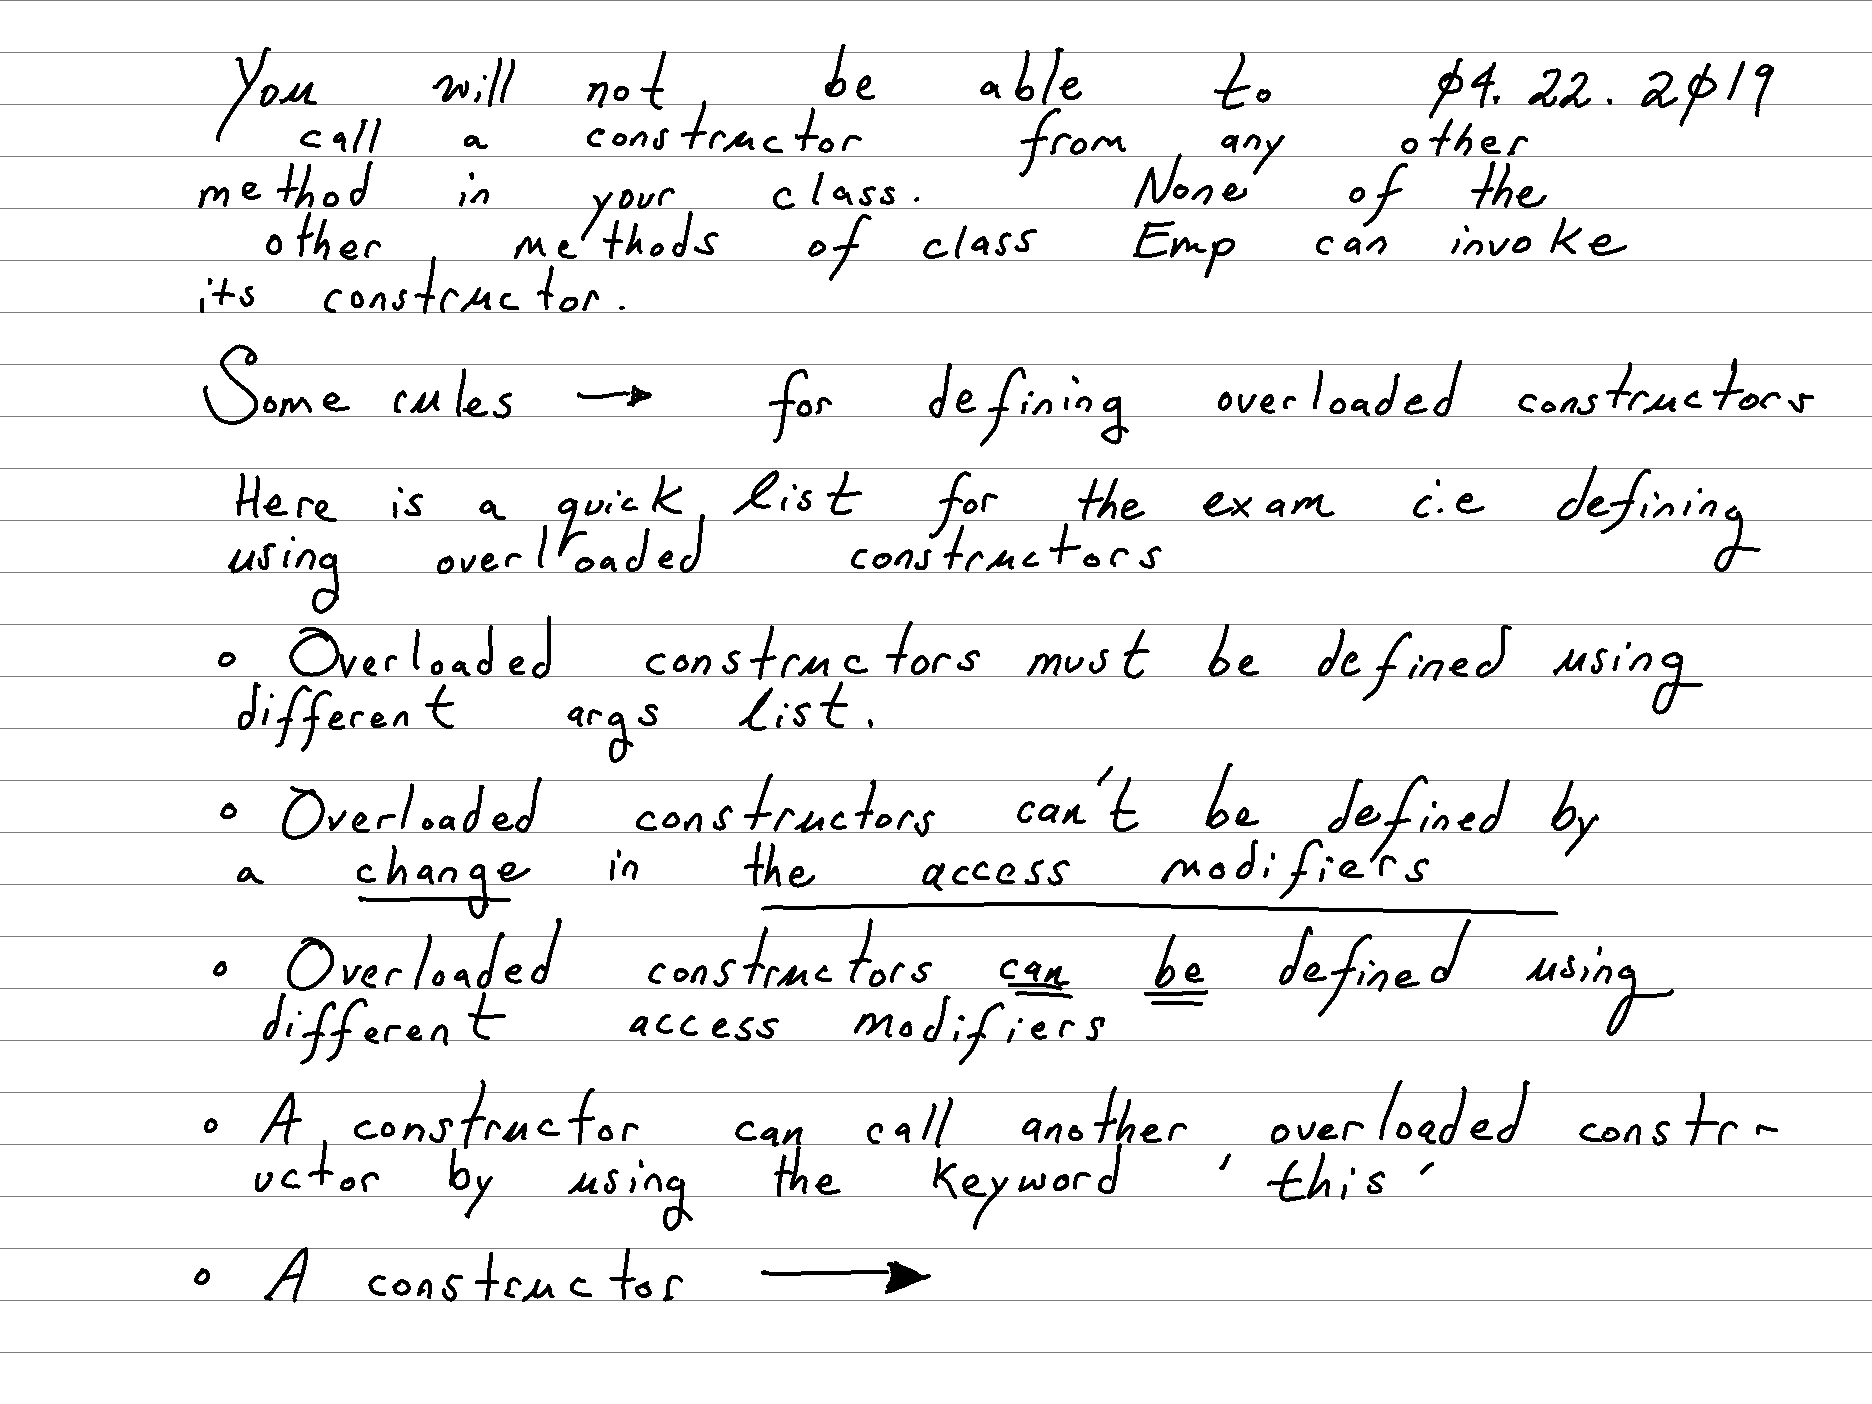 You will not be able to 04. 22. 2019
call a constructor from any other
method in your class. None of the
other methods of class Emp can invoke
its constructor.
Some rules → for defining overloaded constructors
Here is a quick list for the exam i.e defining
using overloaded constructors
• Overloaded constructors must be defined using
different args list.
• Overloaded constructors can't be defined by
a change in the access modifiers
• Overloaded constructors can be defined using
different access modifiers
• A constructor can call another overloaded constr-
uctor by using the keyword 'this'
• A constructor →